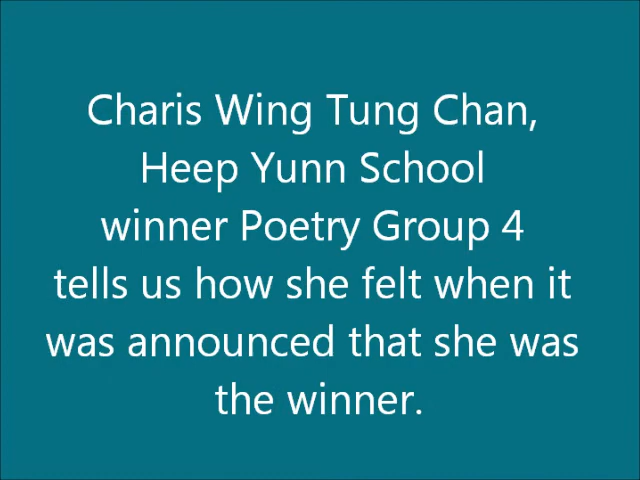 Charis Wing Tung Chan,
Heep Yunn School
winner Poetry Group 4
tells us how she felt when it
was announced that she was
the winner.